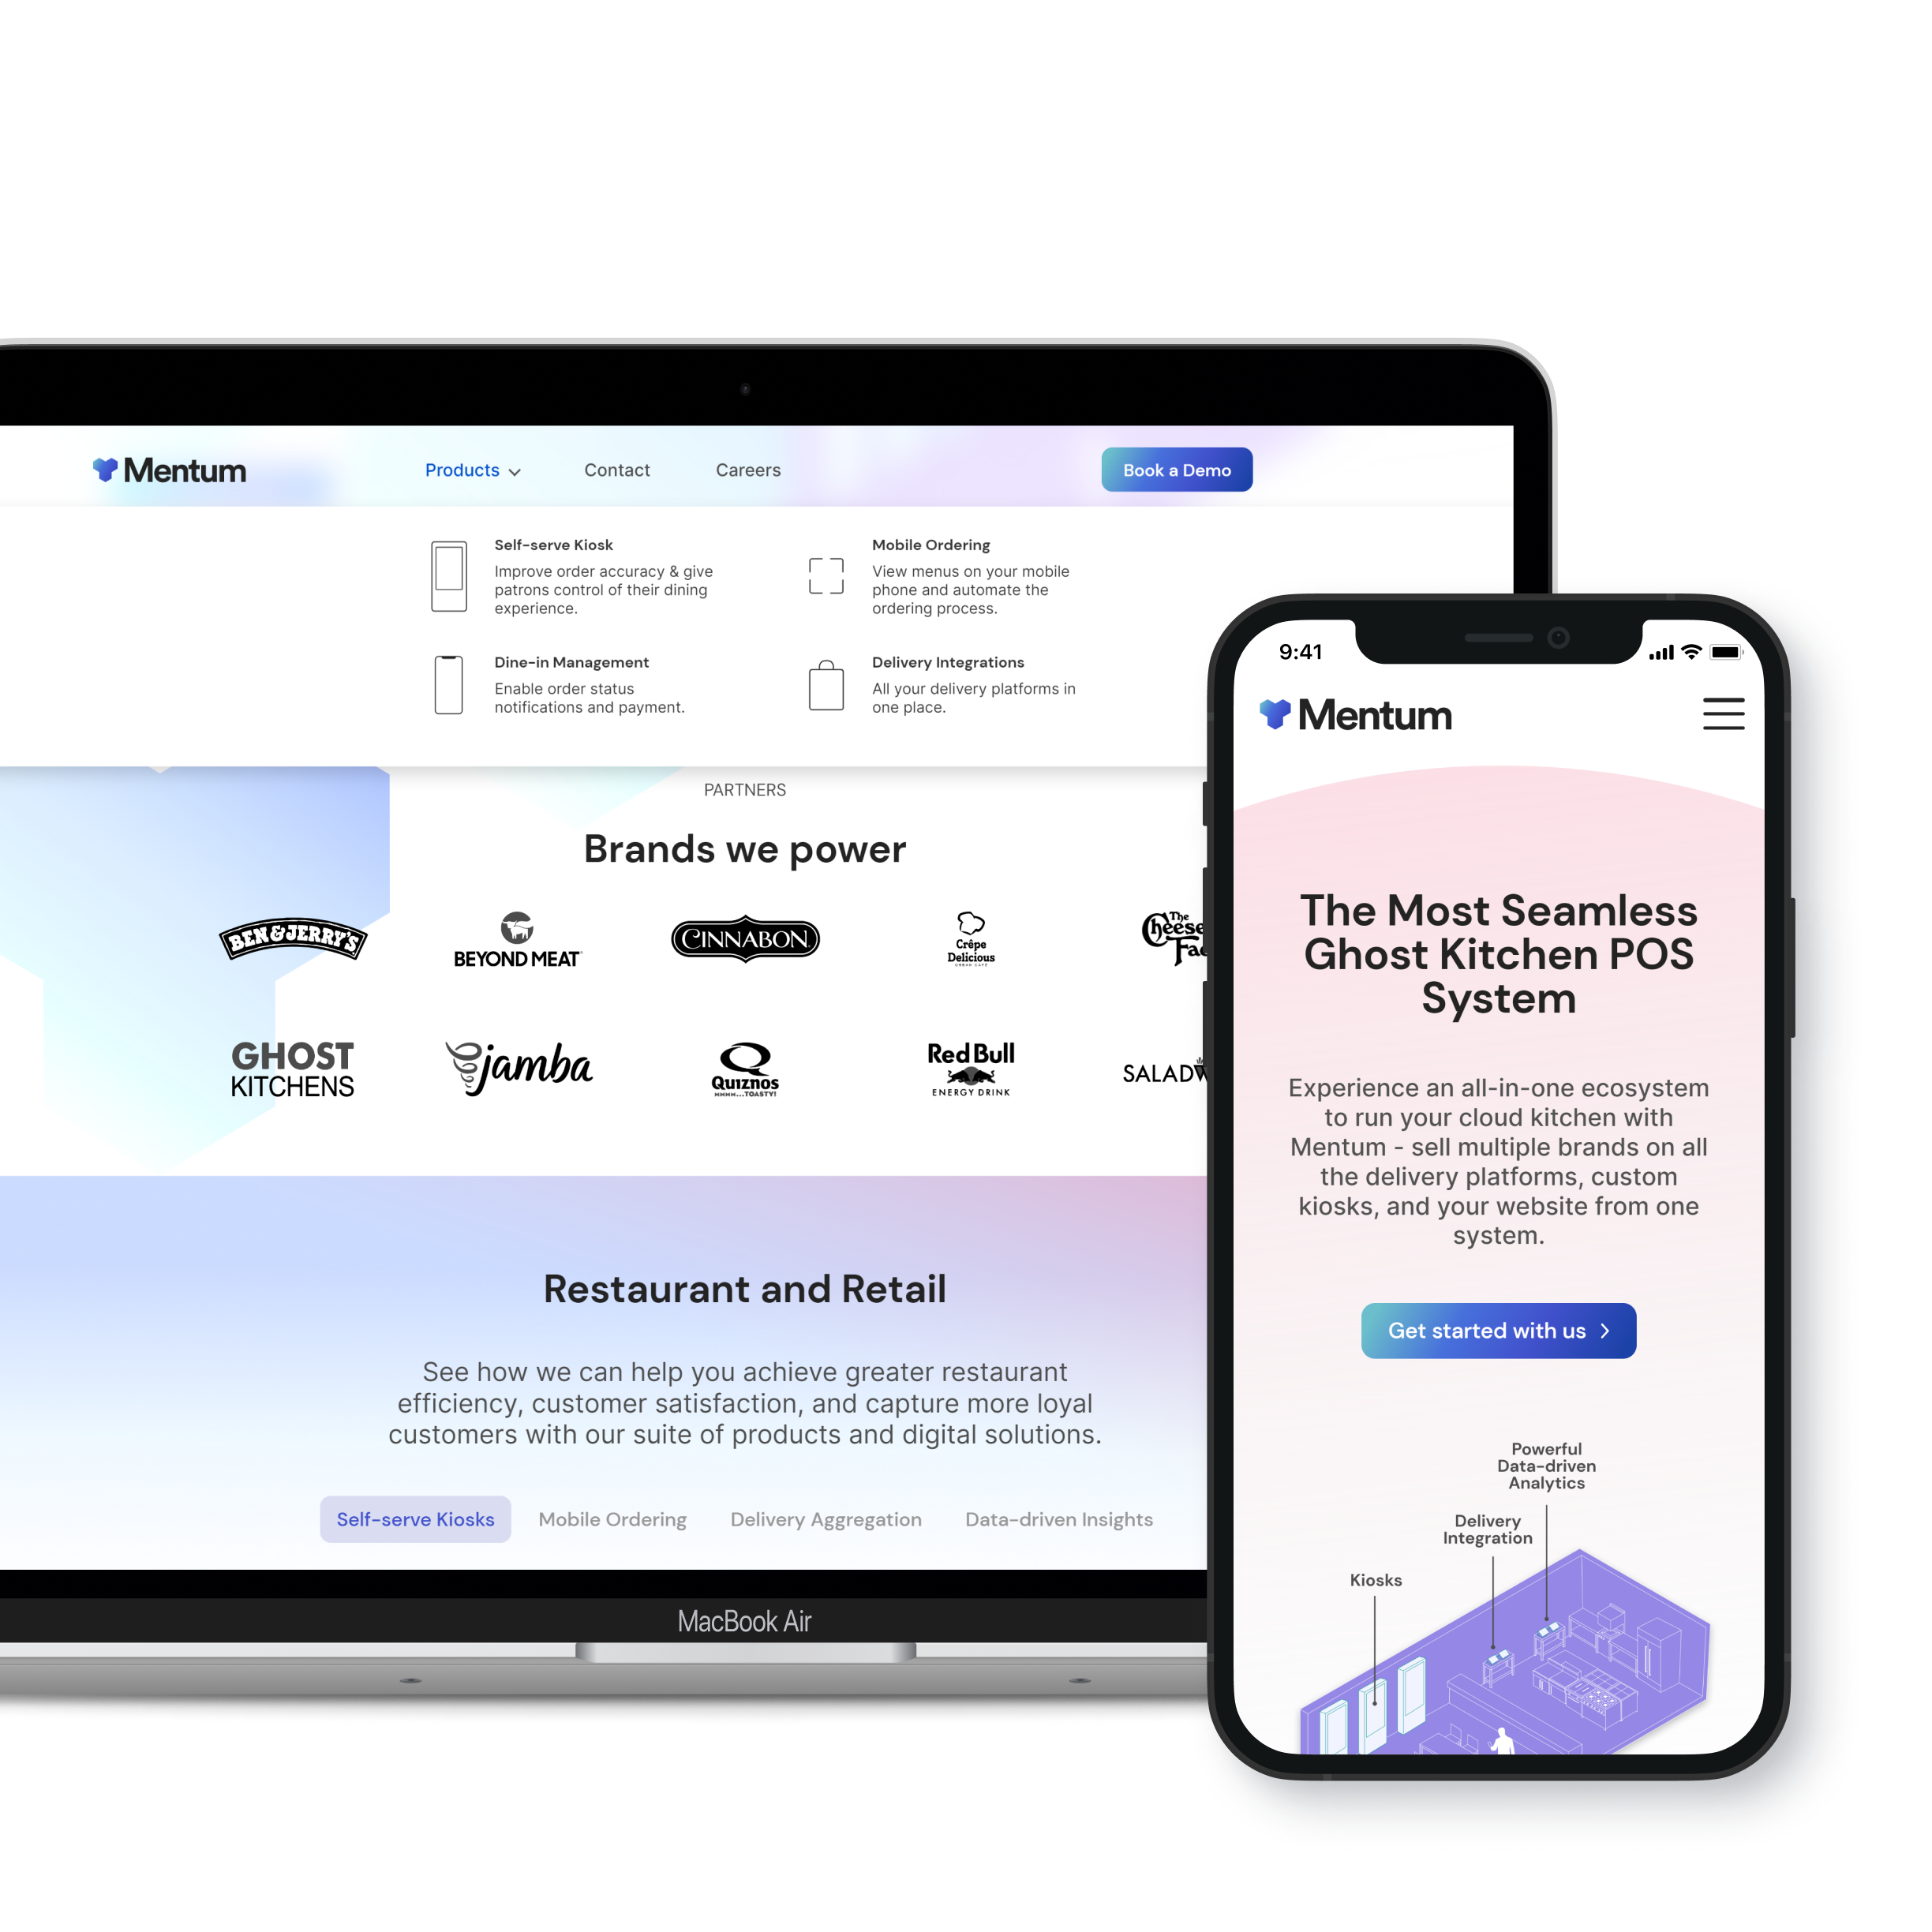 Mentum
Products
Contact
Careers
Book a Demo
Self-serve Kiosk
Improve order accuracy & give
patrons control of their dining
experience.
Mobile Ordering
View menus on your mobile
phone and automate the
ordering process.
Dine-in Management
Enable order status
notifications and payment.
Delivery Integrations
All your delivery platforms in
one place.
PARTNERS
Brands we power
BEN & JERRY'S
BEYOND MEAT
CINNABON
Crêpe
Delicious
URBAN CAFÉ
The
Cheese
Fac
GHOST
KITCHENS
jamba
QUIZNOS
MMMM...TOASTY!
Red Bull
ENERGY DRINK
SALADW
Restaurant and Retail
See how we can help you achieve greater restaurant
efficiency, customer satisfaction, and capture more loyal
customers with our suite of products and digital solutions.
Self-serve Kiosks
Mobile Ordering
Delivery Aggregation
Data-driven Insights
MacBook Air
9:41
Mentum
The Most Seamless
Ghost Kitchen POS
System
Experience an all-in-one ecosystem
to run your cloud kitchen with
Mentum - sell multiple brands on all
the delivery platforms, custom
kiosks, and your website from one
system.
Get started with us
Powerful
Data-driven
Analytics
Delivery
Integration
Kiosks